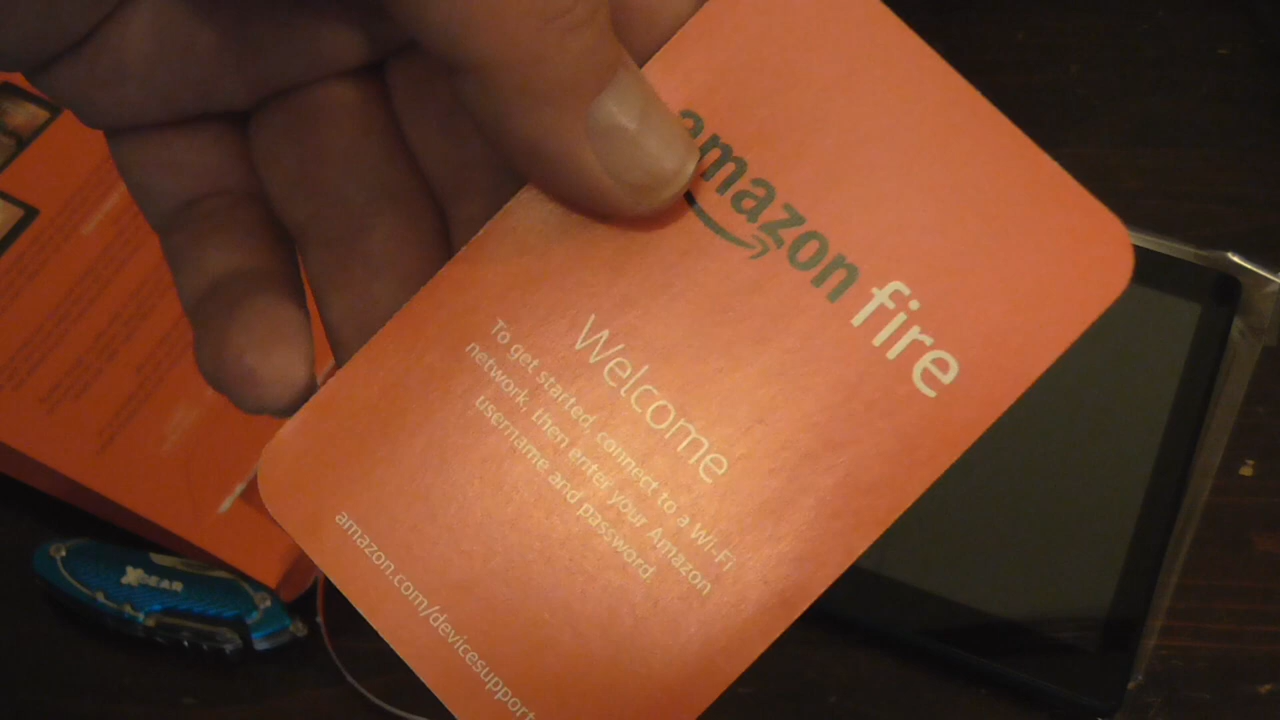 amazon fire
Welcome
To get started, connect to a Wi-Fi
network, then enter your Amazon
username and password.
amazon.com/devicesupport
XGEAR